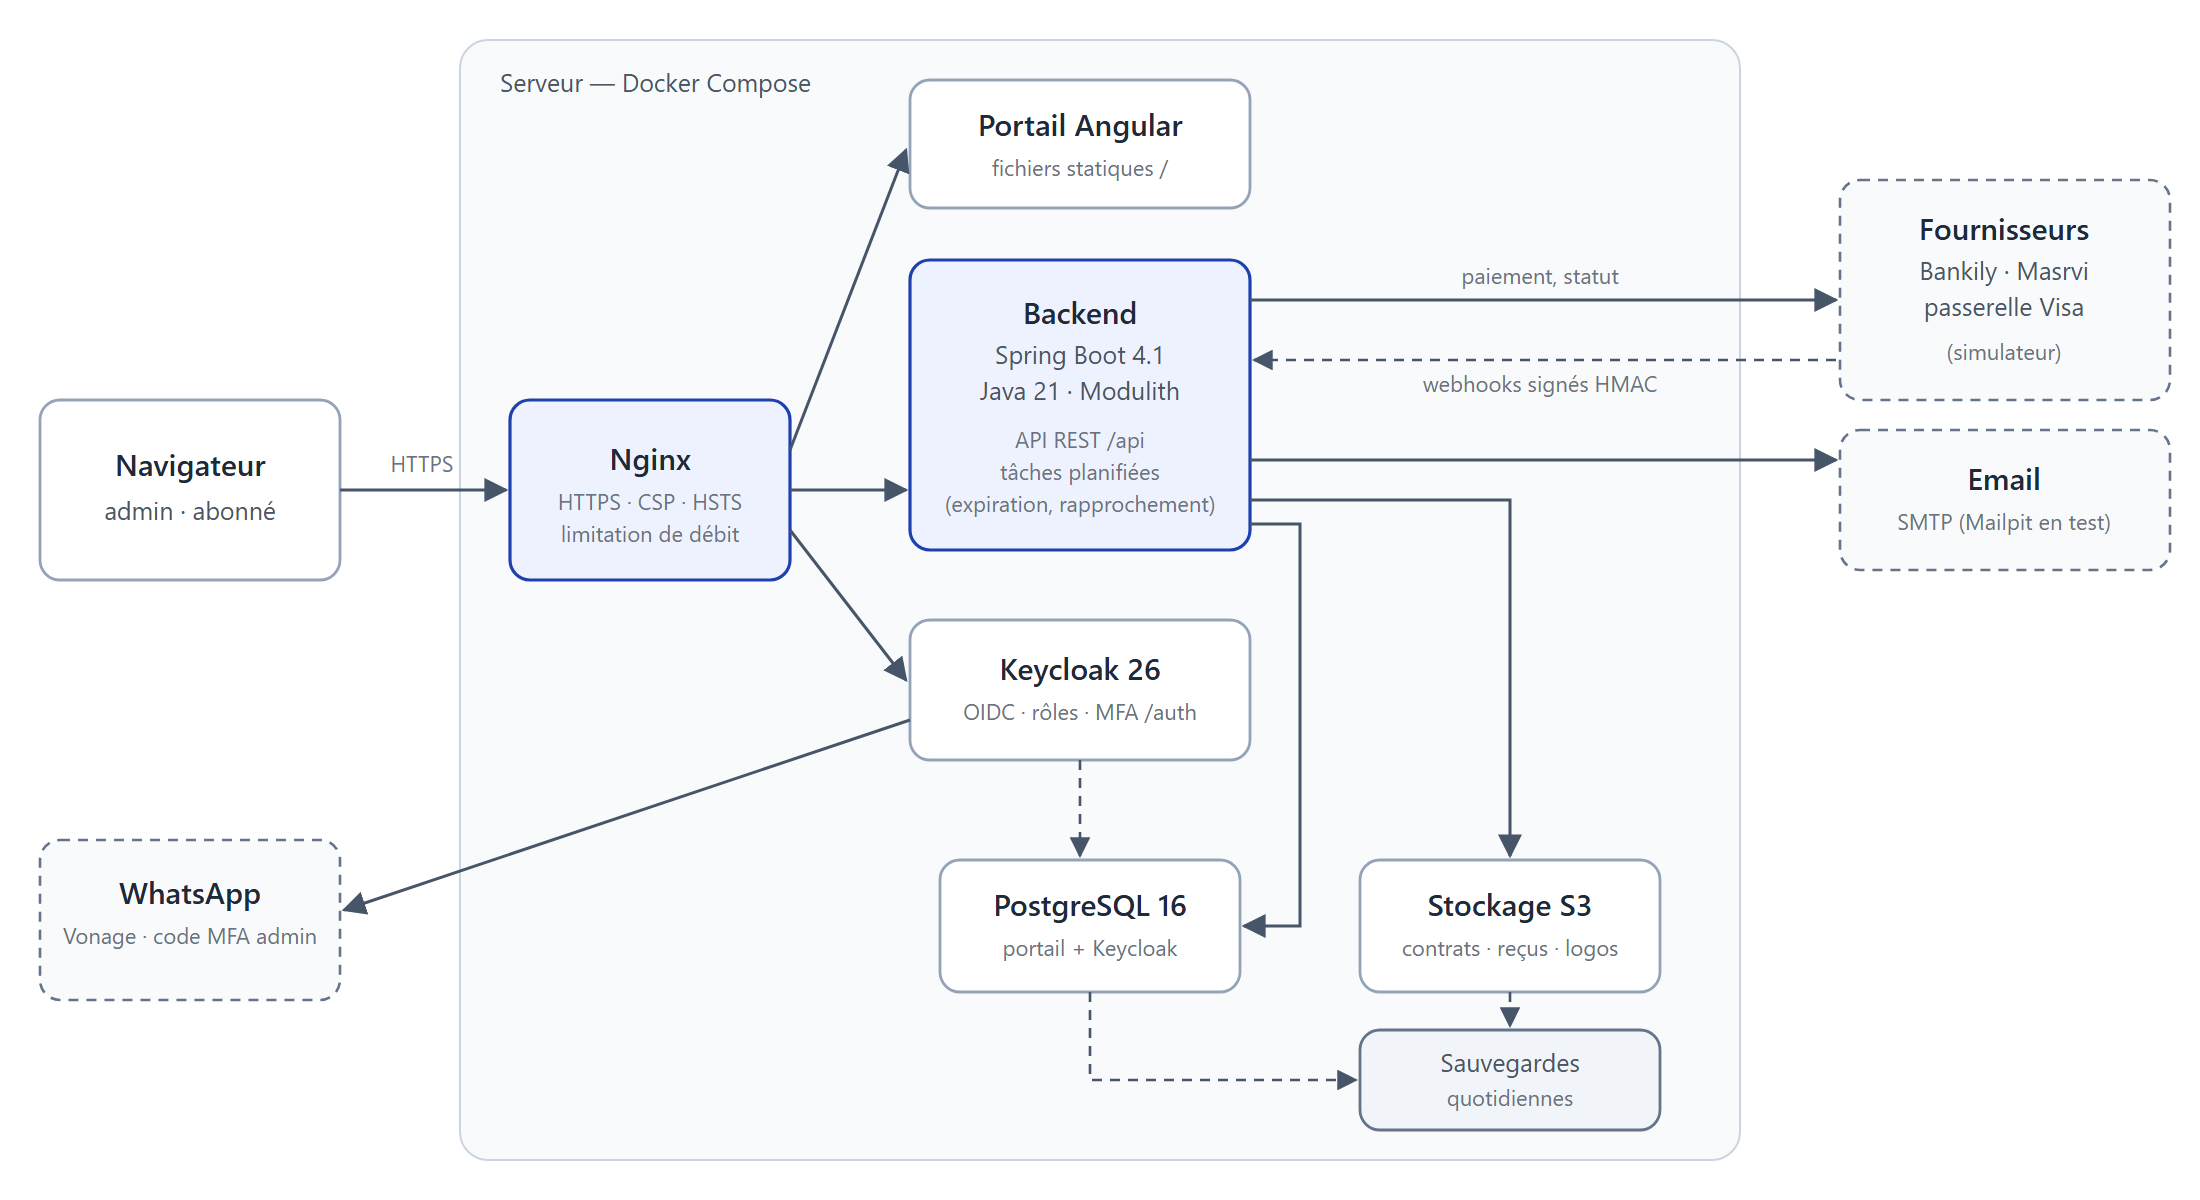 Serveur — Docker Compose
Portail Angular
fichiers statiques /
Backend
Spring Boot 4.1
Java 21 · Modulith
API REST /api
tâches planifiées
(expiration, rapprochement)
paiement, statut
webhooks signés HMAC
Fournisseurs
Bankily · Masrvi
passerelle Visa
(simulateur)
Navigateur
admin · abonné
HTTPS
Nginx
HTTPS · CSP · HSTS
limitation de débit
Email
SMTP (Mailpit en test)
Keycloak 26
OIDC · rôles · MFA /auth
WhatsApp
Vonage · code MFA admin
PostgreSQL 16
portail + Keycloak
Stockage S3
contrats · reçus · logos
Sauvegardes
quotidiennes